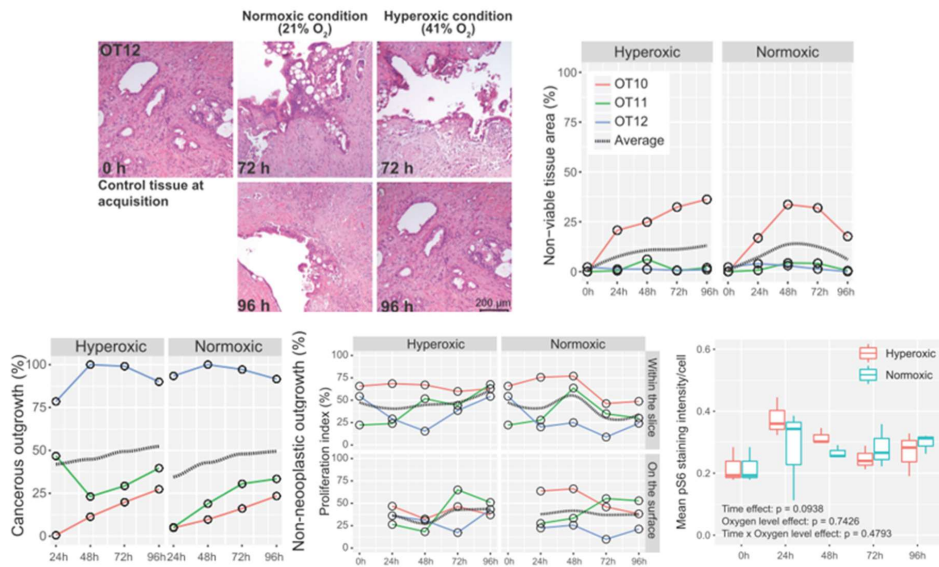 Normoxic condition
(21% O₂)
Hyperoxic condition
(41% O₂)
OT12
0 h
72 h
72 h
Control tissue at
acquisition
96 h
96 h
200 µm
Hyperoxic
Normoxic
Non−viable tissue area (%)
100
75
50
25
0
OT10
OT11
OT12
Average
0h 24h 48h 72h 96h
0h 24h 48h 72h 96h
Cancerous outgrowth (%)
Hyperoxic
Normoxic
100
75
50
25
0
24h 48h 72h 96h
24h 48h 72h 96h
Non-neoplastic outgrowth (%)
Proliferation index (%)
Hyperoxic
Normoxic
100
75
50
25
0
Within the slice
100
75
50
25
0
On the surface
0h 24h 48h 72h 96h
0h 24h 48h 72h 96h
Mean pS6 staining intensity/cell
0.6
0.4
0.2
0.0
Hyperoxic
Normoxic
Time effect: p = 0.0938
Oxygen level effect: p = 0.7426
Time x Oxygen level effect: p = 0.4793
0h 24h 48h 72h 96h